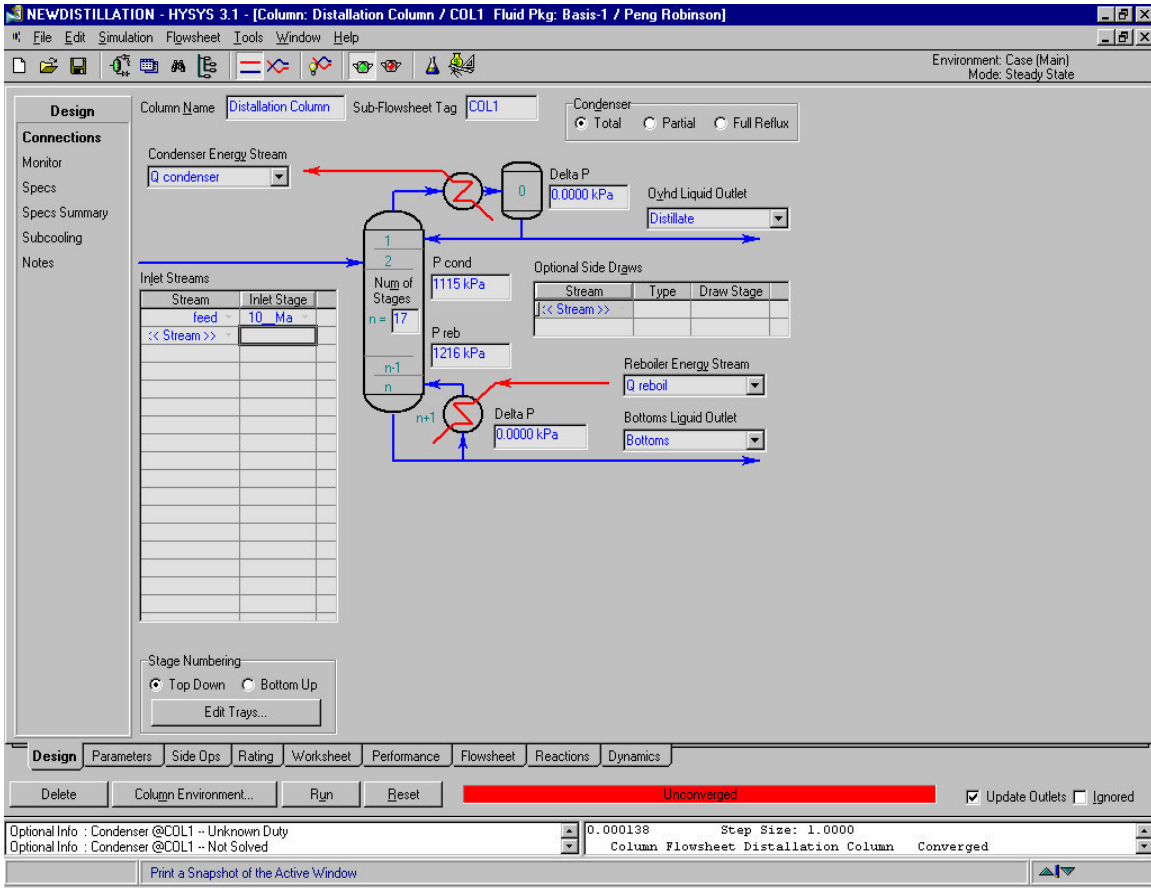 NEWDISTILLATION - HYSYS 3.1 - [Column: Distallation Column / COL1 Fluid Pkg: Basis-1 / Peng Robinson]
File Edit Simulation Flowsheet Tools Window Help
Environment: Case (Main)
Mode: Steady State
Design
Connections
Monitor
Specs
Specs Summary
Subcooling
Notes
Column Name Distallation Column Sub-Flowsheet Tag COL1
Condenser
Total Partial Full Reflux
Condenser Energy Stream
Q condenser
0
Delta P
0.0000 kPa
Ovhd Liquid Outlet
Distillate
1
2
Num of
Stages
n = 17
n-1
n
n+1
P cond
1115 kPa
P reb
1216 kPa
Delta P
0.0000 kPa
Optional Side Draws
Stream Type Draw Stage
<< Stream >>
Inlet Streams
Stream Inlet Stage
feed 10__Ma
<< Stream >>
Reboiler Energy Stream
Q reboil
Bottoms Liquid Outlet
Bottoms
Stage Numbering
Top Down Bottom Up
Edit Trays...
Design Parameters Side Ops Rating Worksheet Performance Flowsheet Reactions Dynamics
Delete Column Environment... Run Reset Unconverged Update Outlets Ignored
Optional Info : Condenser @COL1 -- Unknown Duty
Optional Info : Condenser @COL1 -- Not Solved
0.000138 Step Size: 1.0000
Column Flowsheet Distallation Column Converged
Print a Snapshot of the Active Window